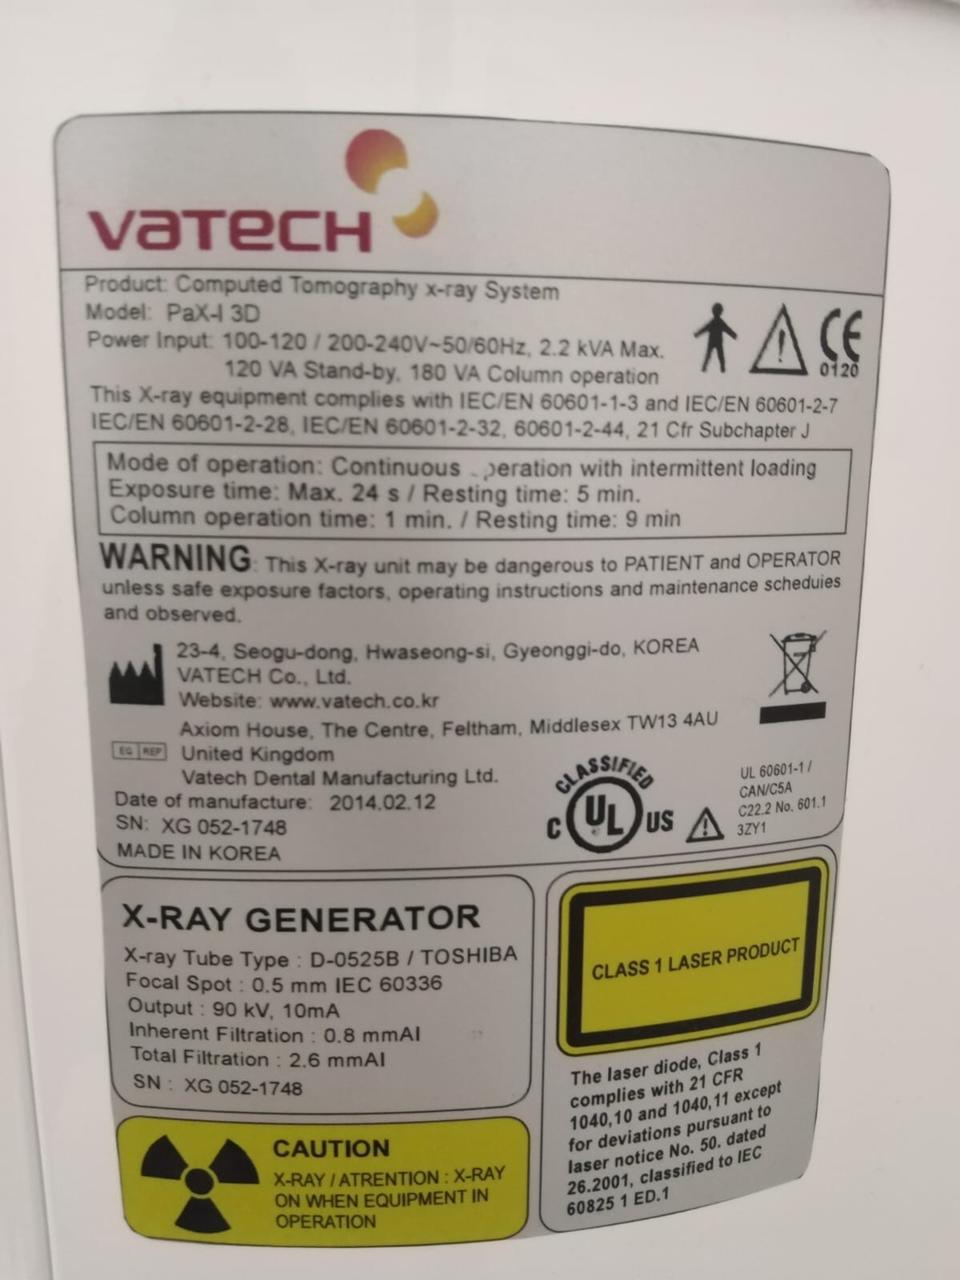 vatech
Product: Computed Tomography x-ray System
Model: PaX-I 3D
Power Input: 100-120 / 200-240V~50/60Hz, 2.2 kVA Max.
120 VA Stand-by, 180 VA Column operation
CE
0120
This X-ray equipment complies with IEC/EN 60601-1-3 and IEC/EN 60601-2-7
IEC/EN 60601-2-28, IEC/EN 60601-2-32, 60601-2-44, 21 Cfr Subchapter J
Mode of operation: Continuous peration with intermittent loading
Exposure time: Max. 24 s / Resting time: 5 min.
Column operation time: 1 min. / Resting time: 9 min
WARNING: This X-ray unit may be dangerous to PATIENT and OPERATOR
unless safe exposure factors, operating instructions and maintenance scheduies
and observed.
23-4, Seogu-dong, Hwaseong-si, Gyeonggi-do, KOREA
VATECH Co., Ltd.
Website: www.vatech.co.kr
Axiom House, The Centre, Feltham, Middlesex TW13 4AU
EC REP United Kingdom
Vatech Dental Manufacturing Ltd.
Date of manufacture: 2014.02.12
SN: XG 052-1748
MADE IN KOREA
CLASSIFIED
C UL US
UL 60601-1 /
CAN/C5A
C22.2 No. 601.1
3ZY1
X-RAY GENERATOR
X-ray Tube Type : D-0525B / TOSHIBA
Focal Spot : 0.5 mm IEC 60336
Output : 90 kV, 10mA
Inherent Filtration : 0.8 mmAl
Total Filtration : 2.6 mmAl
SN : XG 052-1748
CAUTION
X-RAY / ATRENTION : X-RAY
ON WHEN EQUIPMENT IN
OPERATION
CLASS 1 LASER PRODUCT
The laser diode, Class 1
complies with 21 CFR
1040,10 and 1040,11 except
for deviations pursuant to
laser notice No. 50. dated
26.2001, classified to IEC
60825 1 ED.1